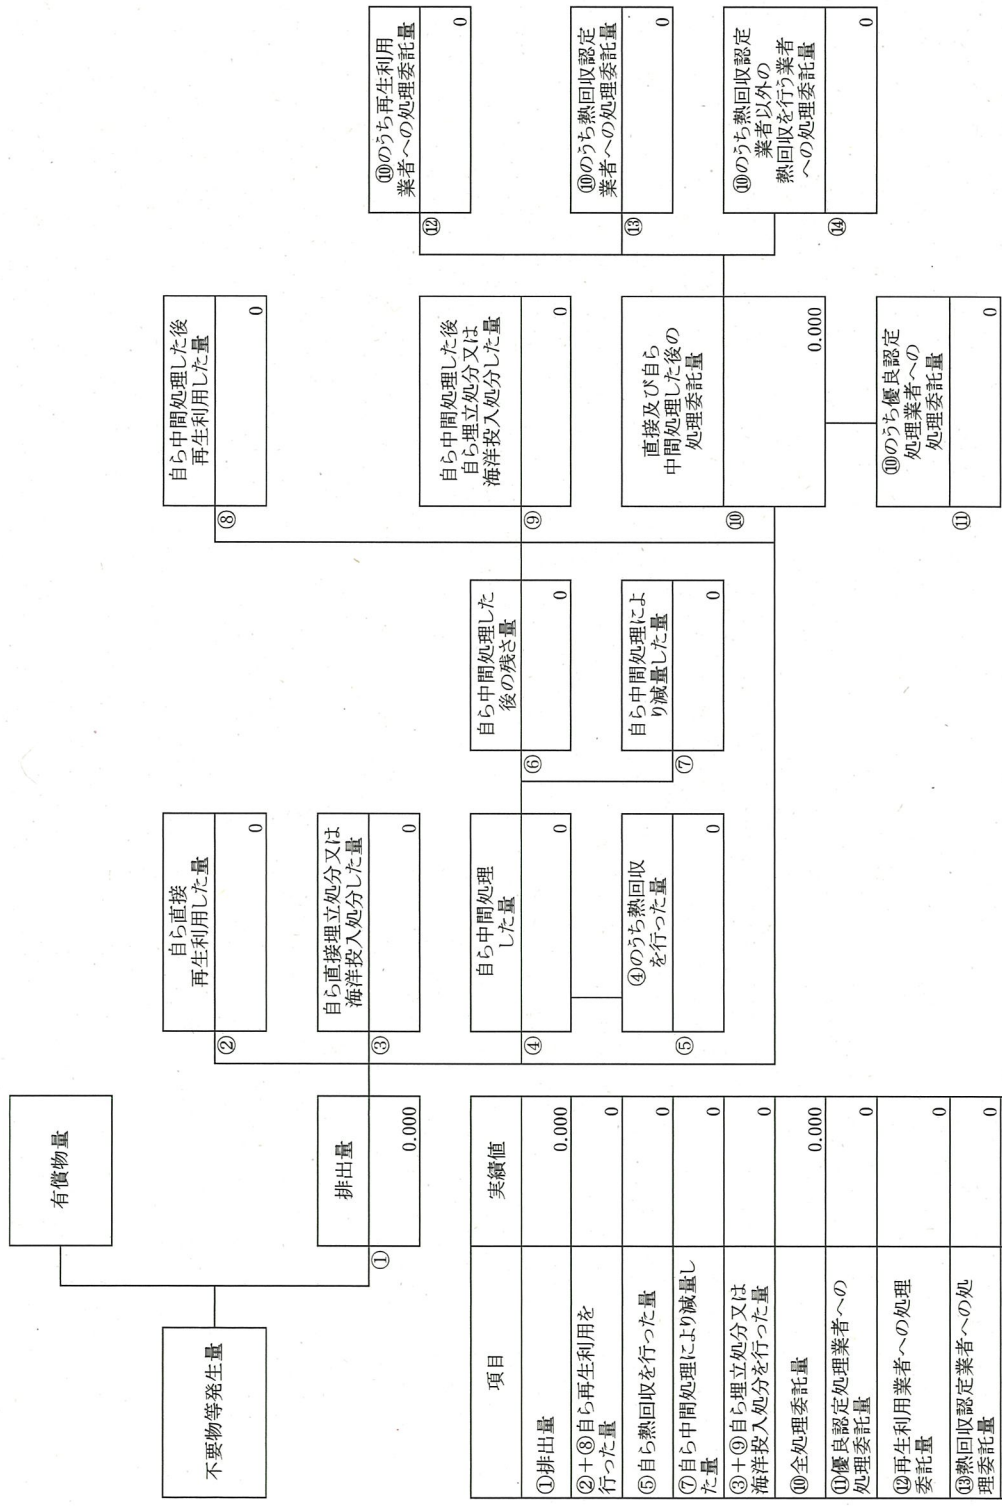 不要物等発生量
有償物量
①
排出量
0.000
②
自ら直接
再生利用した量
0
③
自ら直接埋立処分又は
海洋投入処分した量
0
④
自ら中間処理
した量
0
⑤
④のうち熱回収
を行った量
0
⑥
自ら中間処理した
後の残さ量
0
⑦
自ら中間処理によ
り減量した量
0
⑧
自ら中間処理した後
再生利用した量
0
⑨
自ら中間処理した後
自ら埋立処分又は
海洋投入処分した量
0
⑩
直接及び自ら
中間処理した後の
処理委託量
0.000
⑪
⑩のうち優良認定
処理業者への
処理委託量
0
⑫
⑩のうち再生利用
業者への処理委託量
0
⑬
⑩のうち熱回収認定
業者への処理委託量
0
⑭
⑩のうち熱回収認定
業者以外の
熱回収を行う業者
への処理委託量
0
項目 実績値
①排出量 0.000
②+⑧自ら再生利用を
行った量 0
⑤自ら熱回収を行った量 0
⑦自ら中間処理により減量し
た量 0
③+⑨自ら埋立処分又は
海洋投入処分を行った量 0
⑩全処理委託量 0.000
⑪優良認定処理業者への
処理委託量 0
⑫再生利用業者への処理
委託量 0
⑬熱回収認定業者への処
理委託量 0